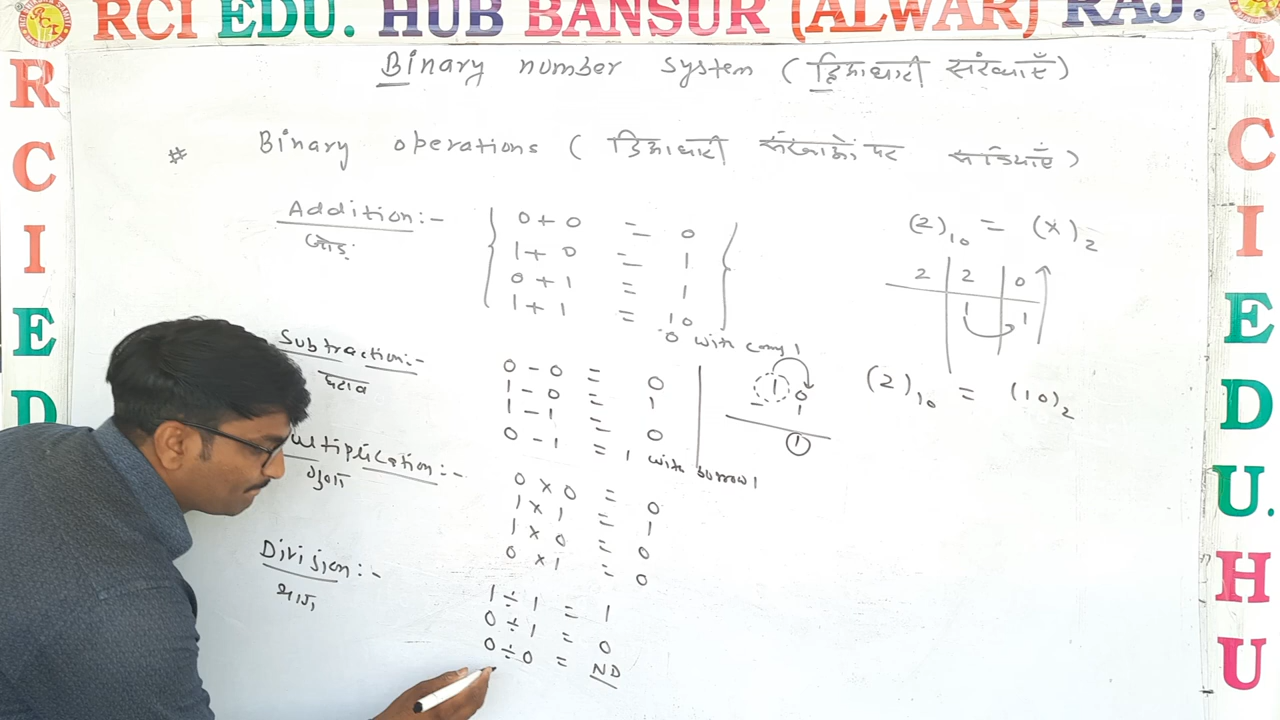 RCI EDU. HUB BANSUR (ALWAR) RAJ.
R C I E D
R C I E D U. H U
Binary number system ( द्विआधारी संख्याएँ )
# Binary operations ( द्विआधारी संख्याओं पर संक्रियाएँ )
Addition:-
जोड़:
0 + 0 = 0
1 + 0 = 1
0 + 1 = 1
1 + 1 = 10
0 with carry 1
(2)10 = (x)2
2 2 0
1 1
(2)10 = (10)2
Subtraction:-
घटाव
0 - 0 = 0
1 - 0 = 1
1 - 1 = 0
0 - 1 = 1 with borrow 1
1 0
- 1
1
Multiplication:-
गुणा
0 × 0 = 0
1 × 1 = 1
1 × 0 = 0
0 × 1 = 0
Division:-
भाग
1 ÷ 1 = 1
0 ÷ 1 = 0
0 ÷ 0 = ND